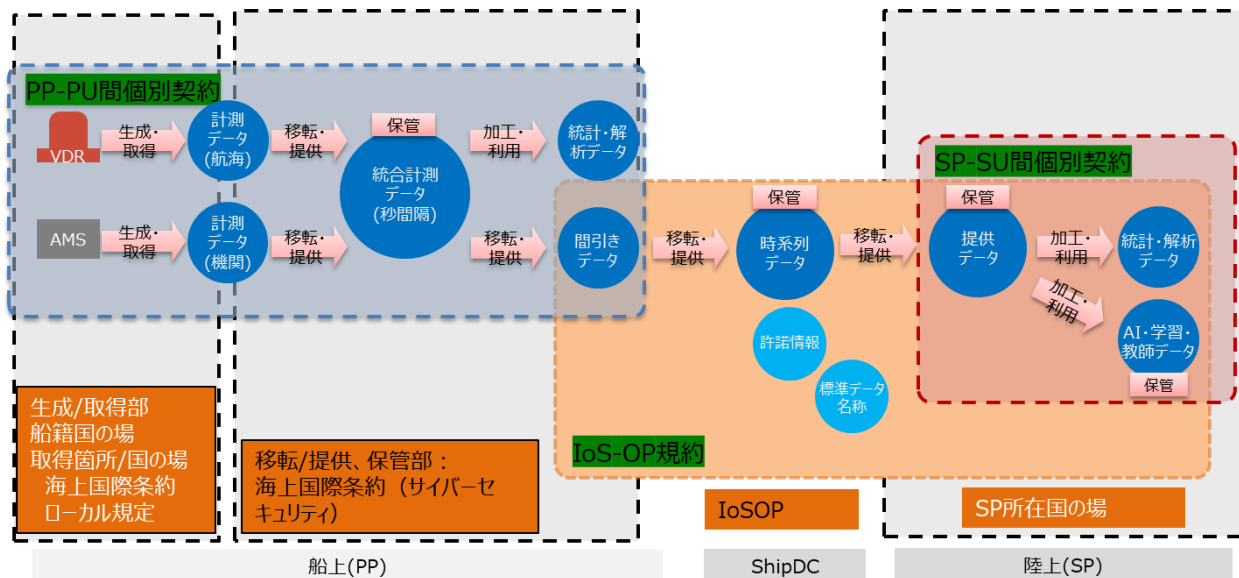 PP-PU間個別契約
VDR
生成・
取得
計測
データ
(航海)
移転・
提供
保管
統合計測
データ
(秒間隔)
加工・
利用
統計・解
析データ
AMS
生成・
取得
計測
データ
(機関)
移転・
提供
移転・
提供
間引き
データ
移転・
提供
保管
時系列
データ
移転・
提供
許諾情報
標準データ
名称
IoS-OP規約
SP-SU間個別契約
保管
提供
データ
加工・
利用
統計・解析
データ
加工・
利用
AI・学習・
教師データ
保管
生成/取得部
船籍国の場
取得箇所/国の場
海上国際条約
ローカル規定
移転/提供、保管部：
海上国際条約（サイバーセ
キュリティ）
IoSOP
SP所在国の場
船上(PP)
ShipDC
陸上(SP)